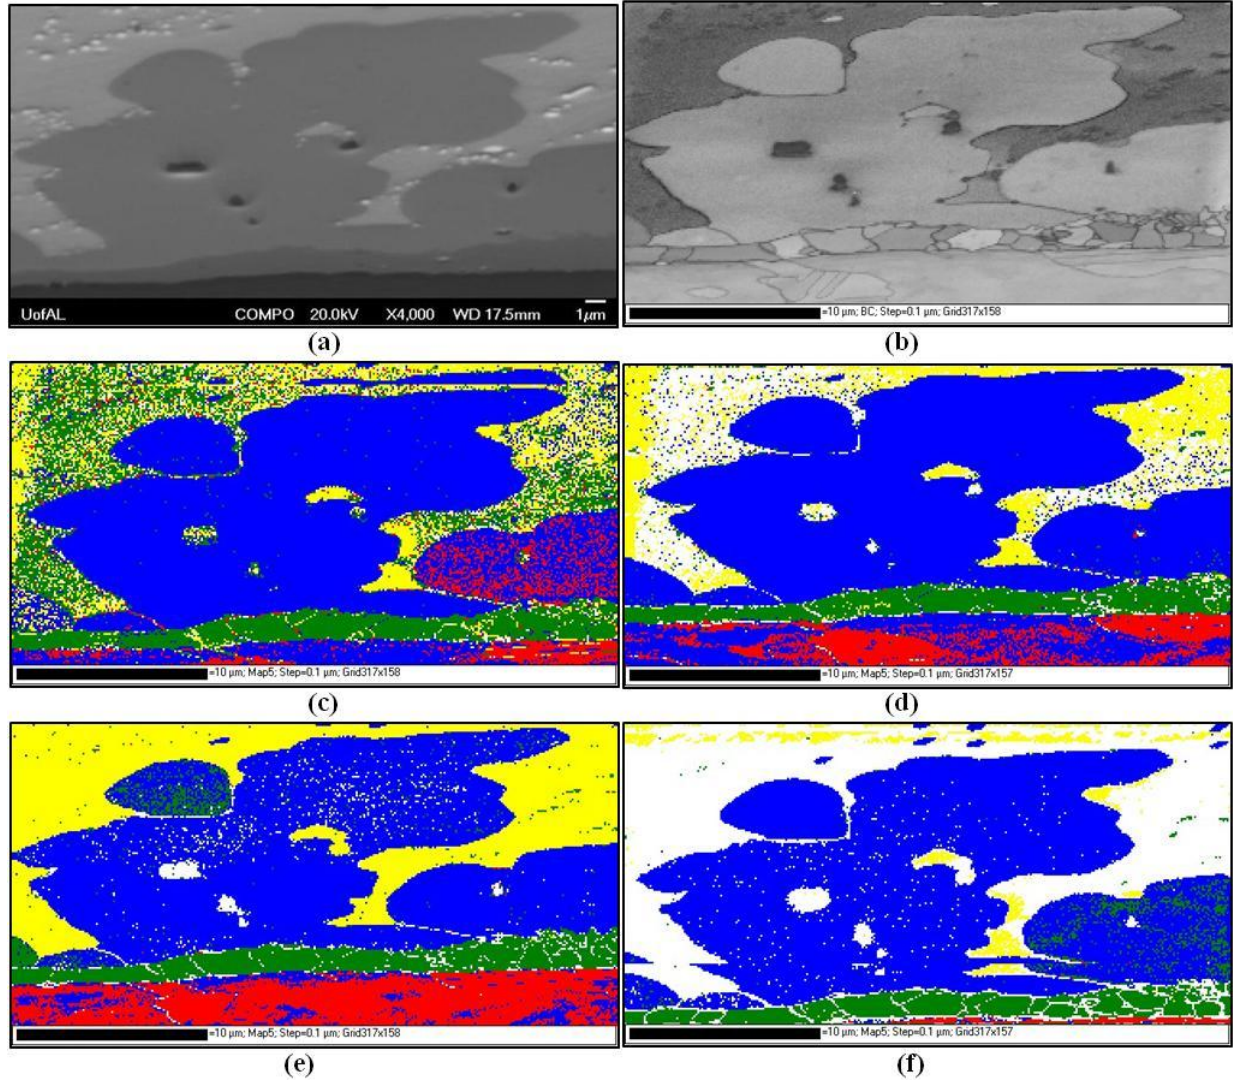 UofAL COMPO 20.0kV X4,000 WD 17.5mm 1µm
=10 µm; BC; Step=0.1 µm; Grid317x158
(a)
(b)
=10 µm; Map5; Step=0.1 µm; Grid317x158
=10 µm; Map5; Step=0.1 µm; Grid317x157
(c)
(d)
=10 µm; Map5; Step=0.1 µm; Grid317x158
=10 µm; Map5; Step=0.1 µm; Grid317x157
(e)
(f)